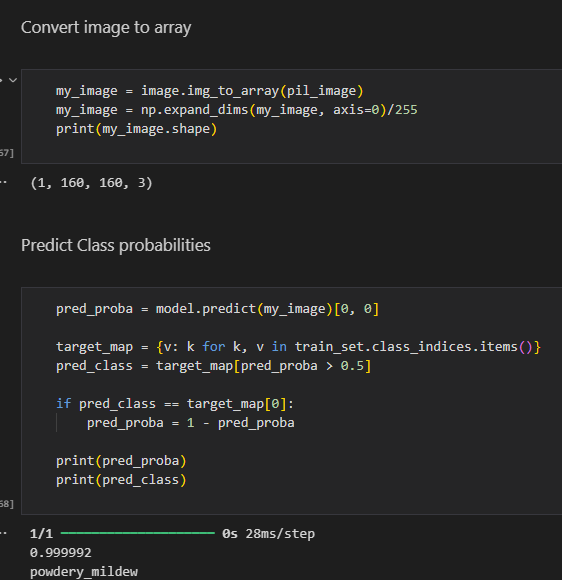 Convert image to array
my_image = image.img_to_array(pil_image)
my_image = np.expand_dims(my_image, axis=0)/255
print(my_image.shape)
57]
(1, 160, 160, 3)
Predict Class probabilities
pred_proba = model.predict(my_image)[0, 0]
target_map = {v: k for k, v in train_set.class_indices.items()}
pred_class = target_map[pred_proba > 0.5]
if pred_class == target_map[0]:
    pred_proba = 1 - pred_proba
print(pred_proba)
print(pred_class)
58]
1/1 ━━━━━━━━━━━━━━━━━━━━ 0s 28ms/step
0.999992
powdery_mildew